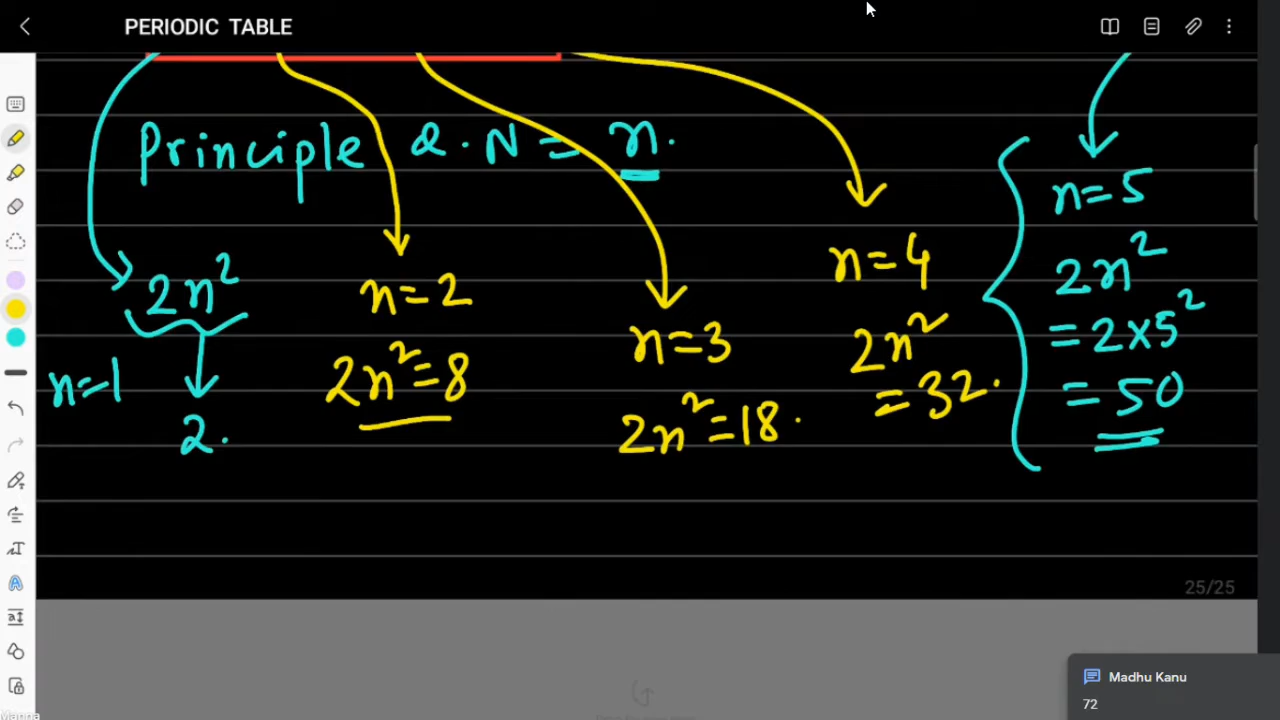 PERIODIC TABLE
Principle Q.N = n.
2n²
n=1
2.
n=2
2n²=8
n=3
2n²=18.
n=4
2n²
= 32.
n=5
2n²
= 2×5²
= 50
25/25
Madhu Kanu
72